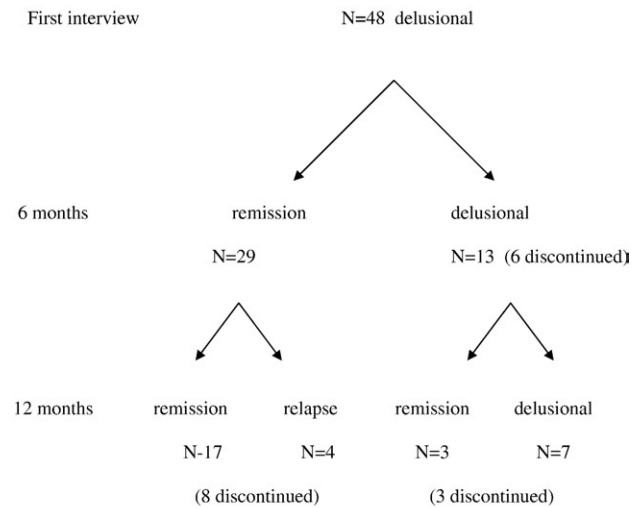 First interview N=48 delusional
6 months remission delusional
N=29 N=13 (6 discontinued)
12 months remission relapse remission delusional
N-17 N=4 N=3 N=7
(8 discontinued) (3 discontinued)